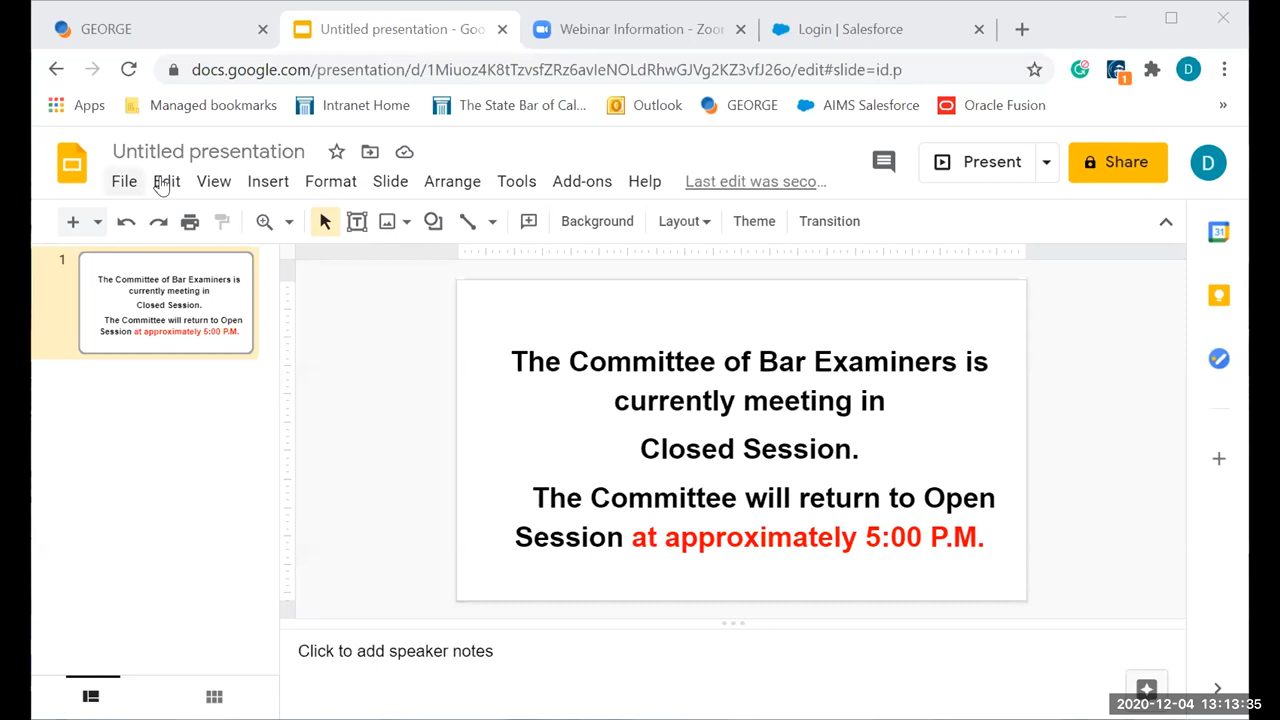 GEORGE
Untitled presentation - Goo
Webinar Information - Zoom
Login | Salesforce
docs.google.com/presentation/d/1Miuoz4K8tTzvsfZRz6avIeNOLdRhwGJVg2KZ3vfJ26o/edit#slide=id.p
1
D
Apps
Managed bookmarks
Intranet Home
The State Bar of Cal...
Outlook
GEORGE
AIMS Salesforce
Oracle Fusion
»
Untitled presentation
Present
Share
D
File Edit View Insert Format Slide Arrange Tools Add-ons Help Last edit was seco...
Background Layout Theme Transition
31
1
The Committee of Bar Examiners is
currently meeting in
Closed Session.
The Committee will return to Open
Session at approximately 5:00 P.M.
The Committee of Bar Examiners is
currently meeting in
Closed Session.
The Committee will return to Open
Session at approximately 5:00 P.M.
Click to add speaker notes
2020-12-04 13:13:35